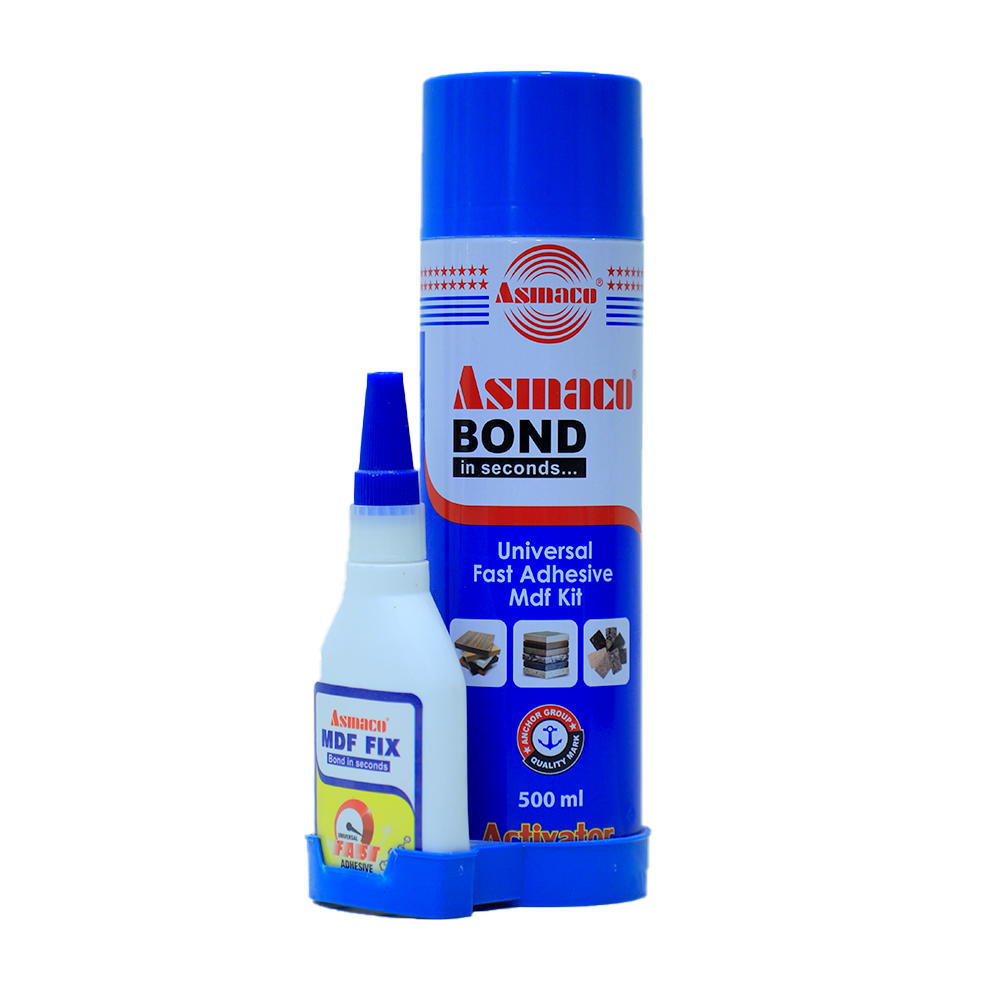 Asmaco®
Asmaco®
BOND
in seconds...
Universal
Fast Adhesive
Mdf Kit
ANCHOR GROUP
QUALITY MARK
500 ml
Activator
Asmaco®
MDF FIX
Bond in seconds
UNIVERSAL
FAST
ADHESIVE